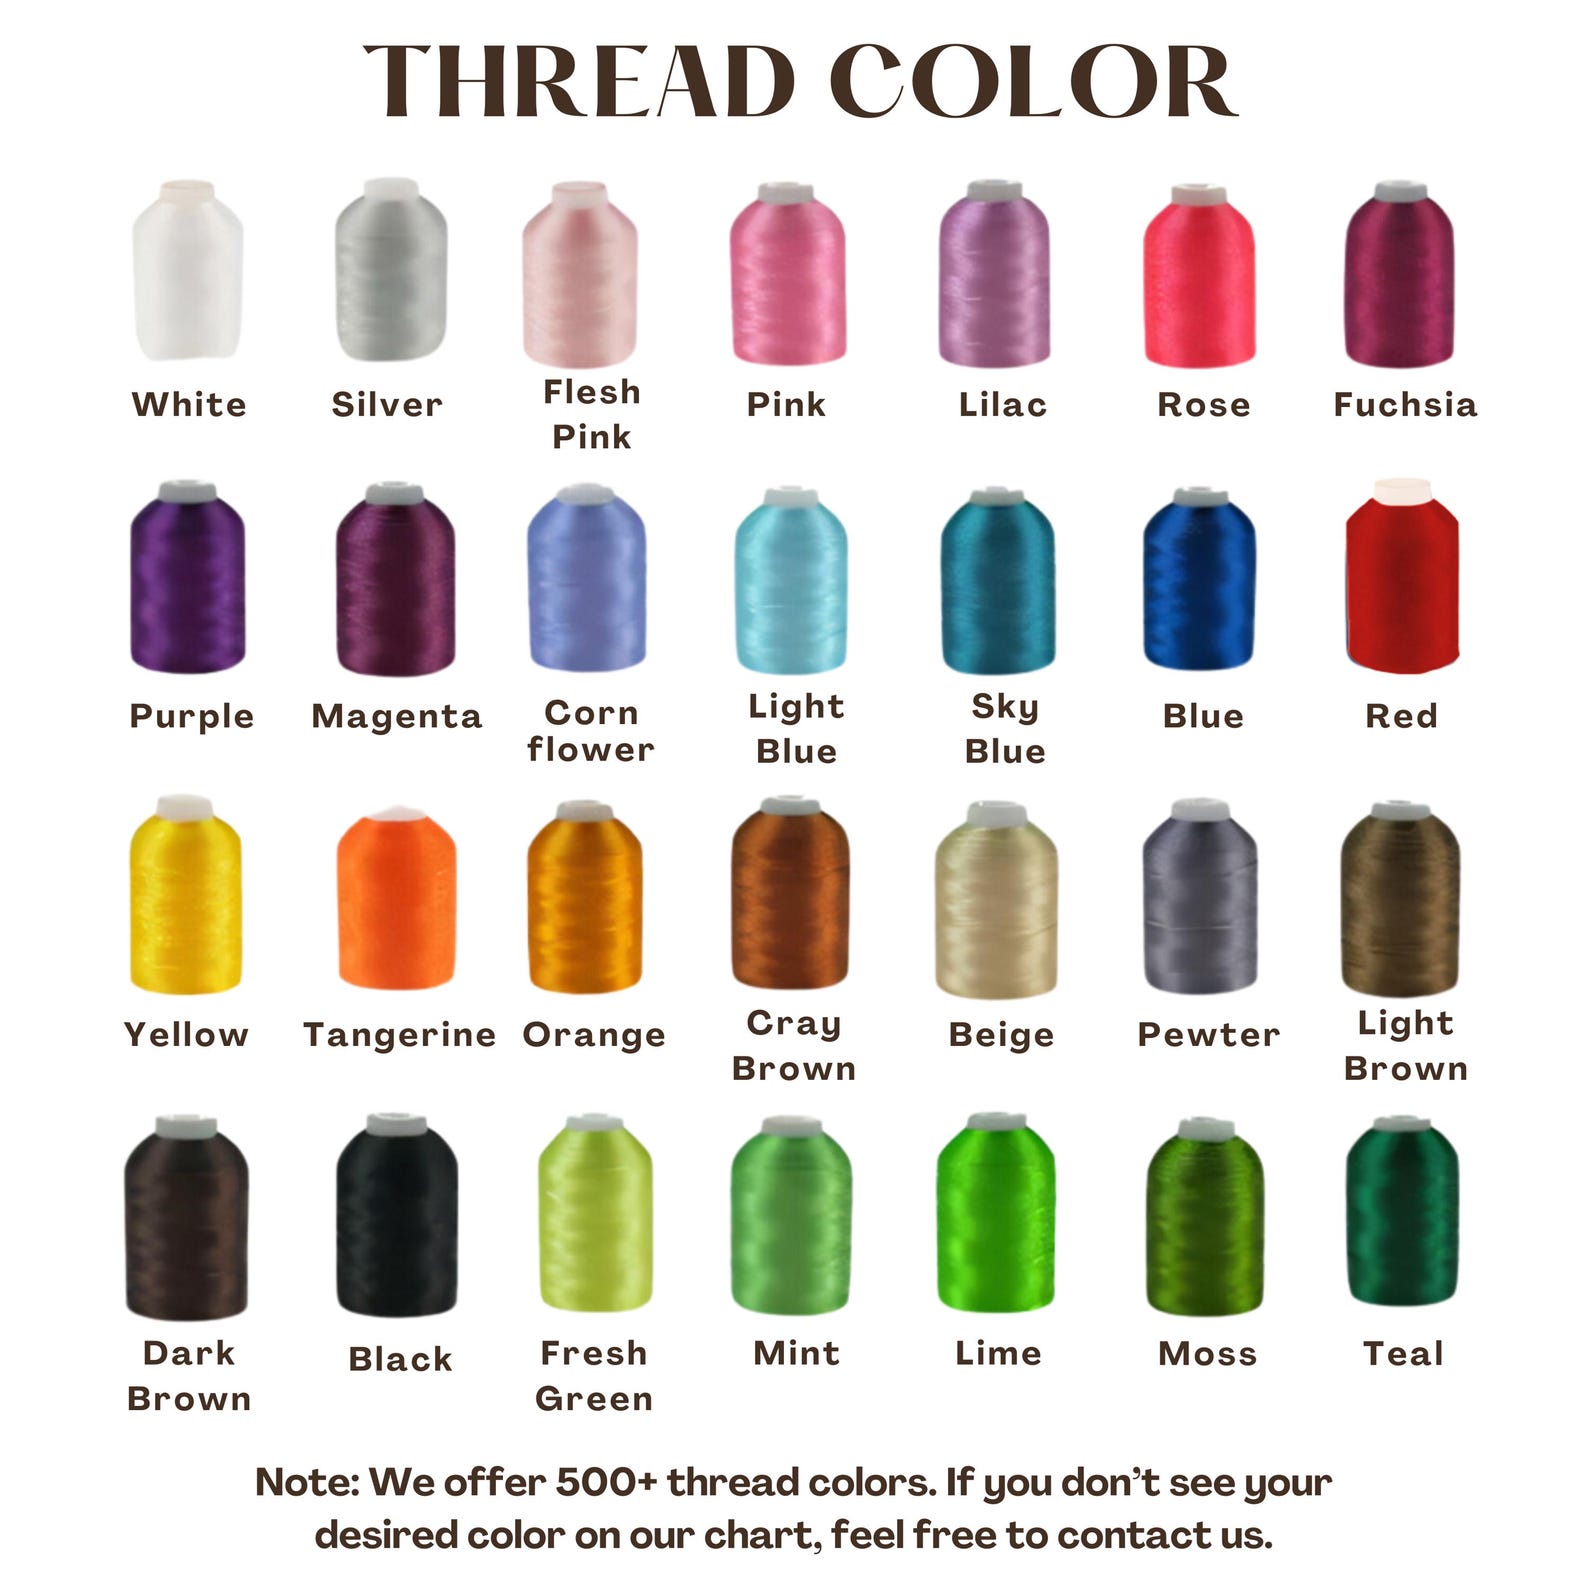 THREAD COLOR
White Silver Flesh Pink Pink Lilac Rose Fuchsia
Purple Magenta Corn flower Light Blue Sky Blue Blue Red
Yellow Tangerine Orange Cray Brown Beige Pewter Light Brown
Dark Brown Black Fresh Green Mint Lime Moss Teal
Note: We offer 500+ thread colors. If you don’t see your
desired color on our chart, feel free to contact us.